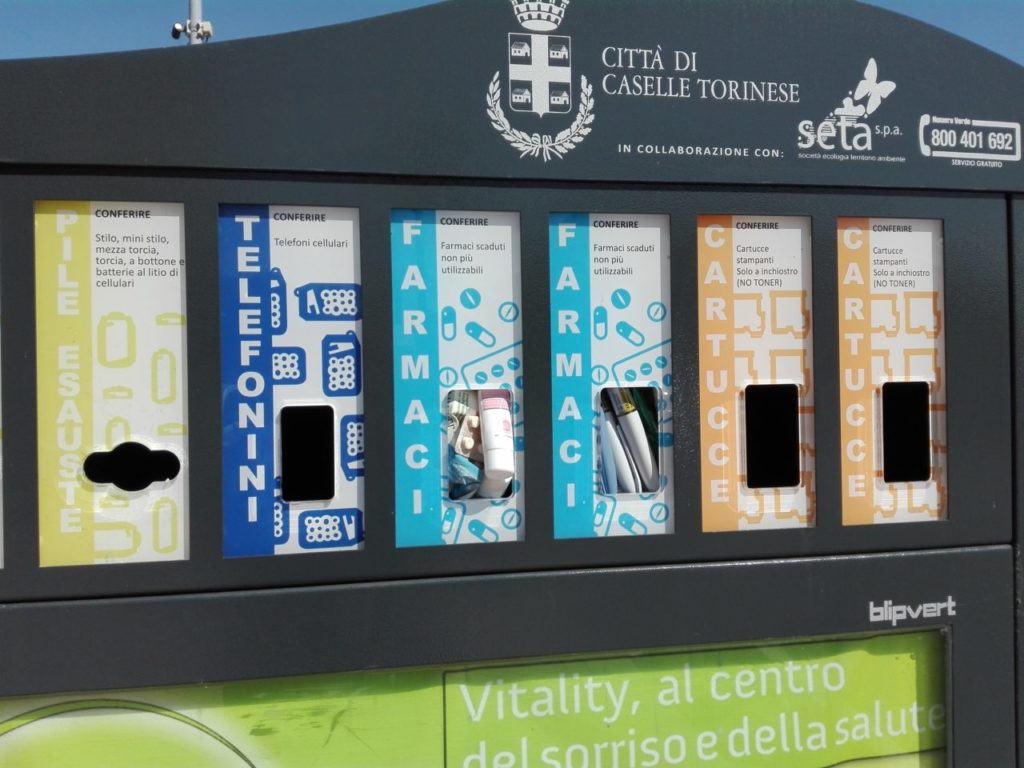 CITTÀ DI
CASELLE TORINESE
IN COLLABORAZIONE CON:
seta s.p.a.
società ecologia territorio ambiente
Numero Verde
800 401 692
SERVIZIO GRATUITO
PILE ESAUSTE
CONFERIRE
Stilo, mini stilo,
mezza torcia,
torcia, a bottone e
batterie al litio di
cellulari
TELEFONINI
CONFERIRE
Telefoni cellulari
FARMACI
CONFERIRE
Farmaci scaduti
non più
utilizzabili
FARMACI
CONFERIRE
Farmaci scaduti
non più
utilizzabili
CARTUCCE
CONFERIRE
Cartucce
stampanti
Solo a inchiostro
(NO TONER)
CARTUCCE
CONFERIRE
Cartucce
stampanti
Solo a inchiostro
(NO TONER)
blipvert
Vitality, al centro
del sorriso e della salute